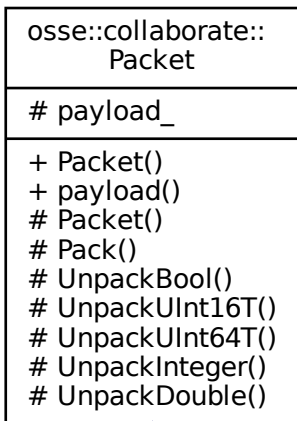 osse::collaborate::
Packet
# payload_
+ Packet()
+ payload()
# Packet()
# Pack()
# UnpackBool()
# UnpackUInt16T()
# UnpackUInt64T()
# UnpackInteger()
# UnpackDouble()